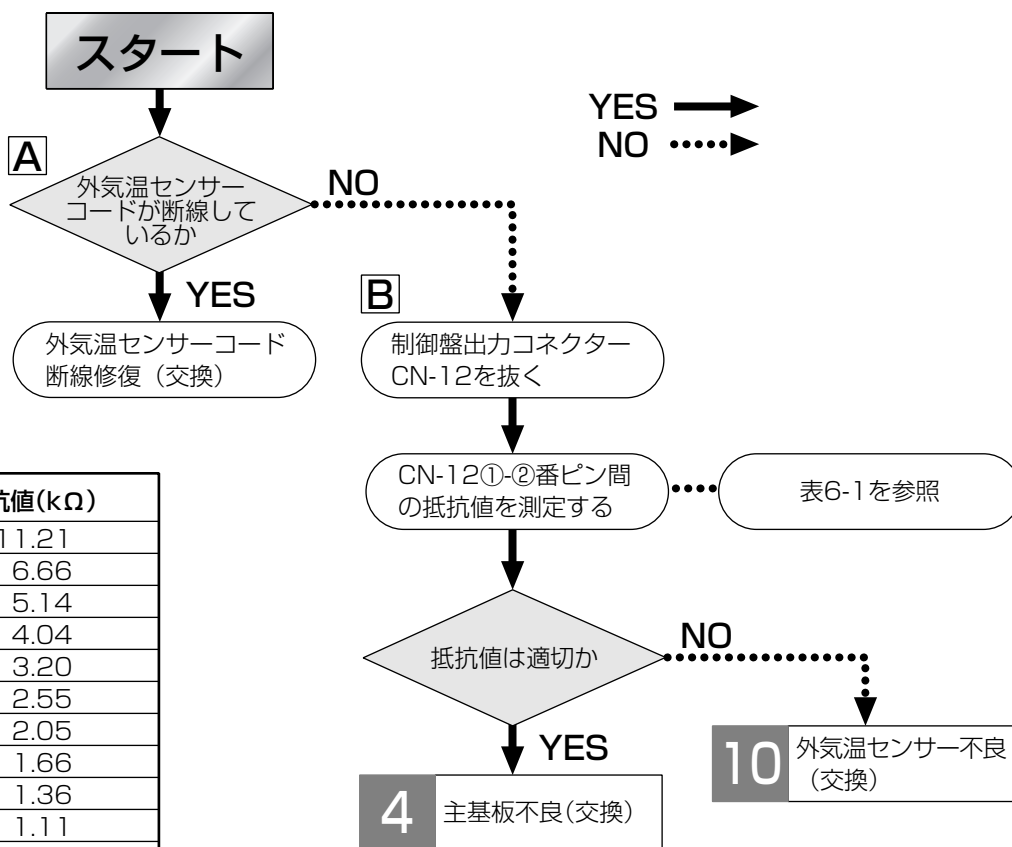 スタート
YES
NO
A
外気温センサー
コードが断線して
いるか
NO
YES
外気温センサーコード
断線修復（交換）
B
制御盤出力コネクター
CN-12を抜く
CN-12①-②番ピン間
の抵抗値を測定する
表6-1を参照
抵抗値は適切か
NO
YES
10 外気温センサー不良
（交換）
4 主基板不良（交換）
抗値(kΩ)
11.21
6.66
5.14
4.04
3.20
2.55
2.05
1.66
1.36
1.11